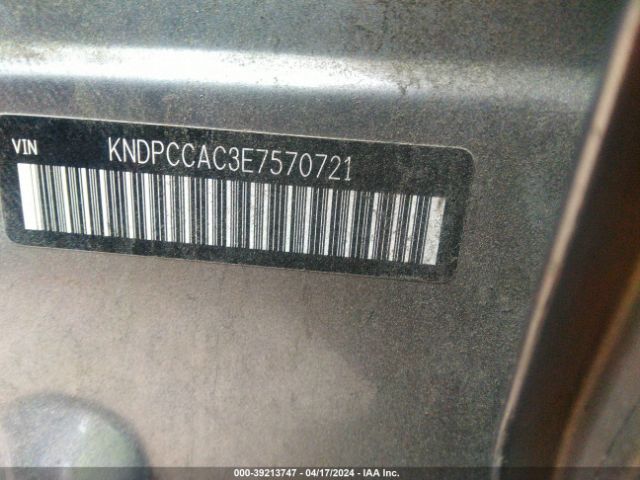 VIN KNDPCCAC3E7570721
000-39213747 - 04/17/2024 - IAA Inc.